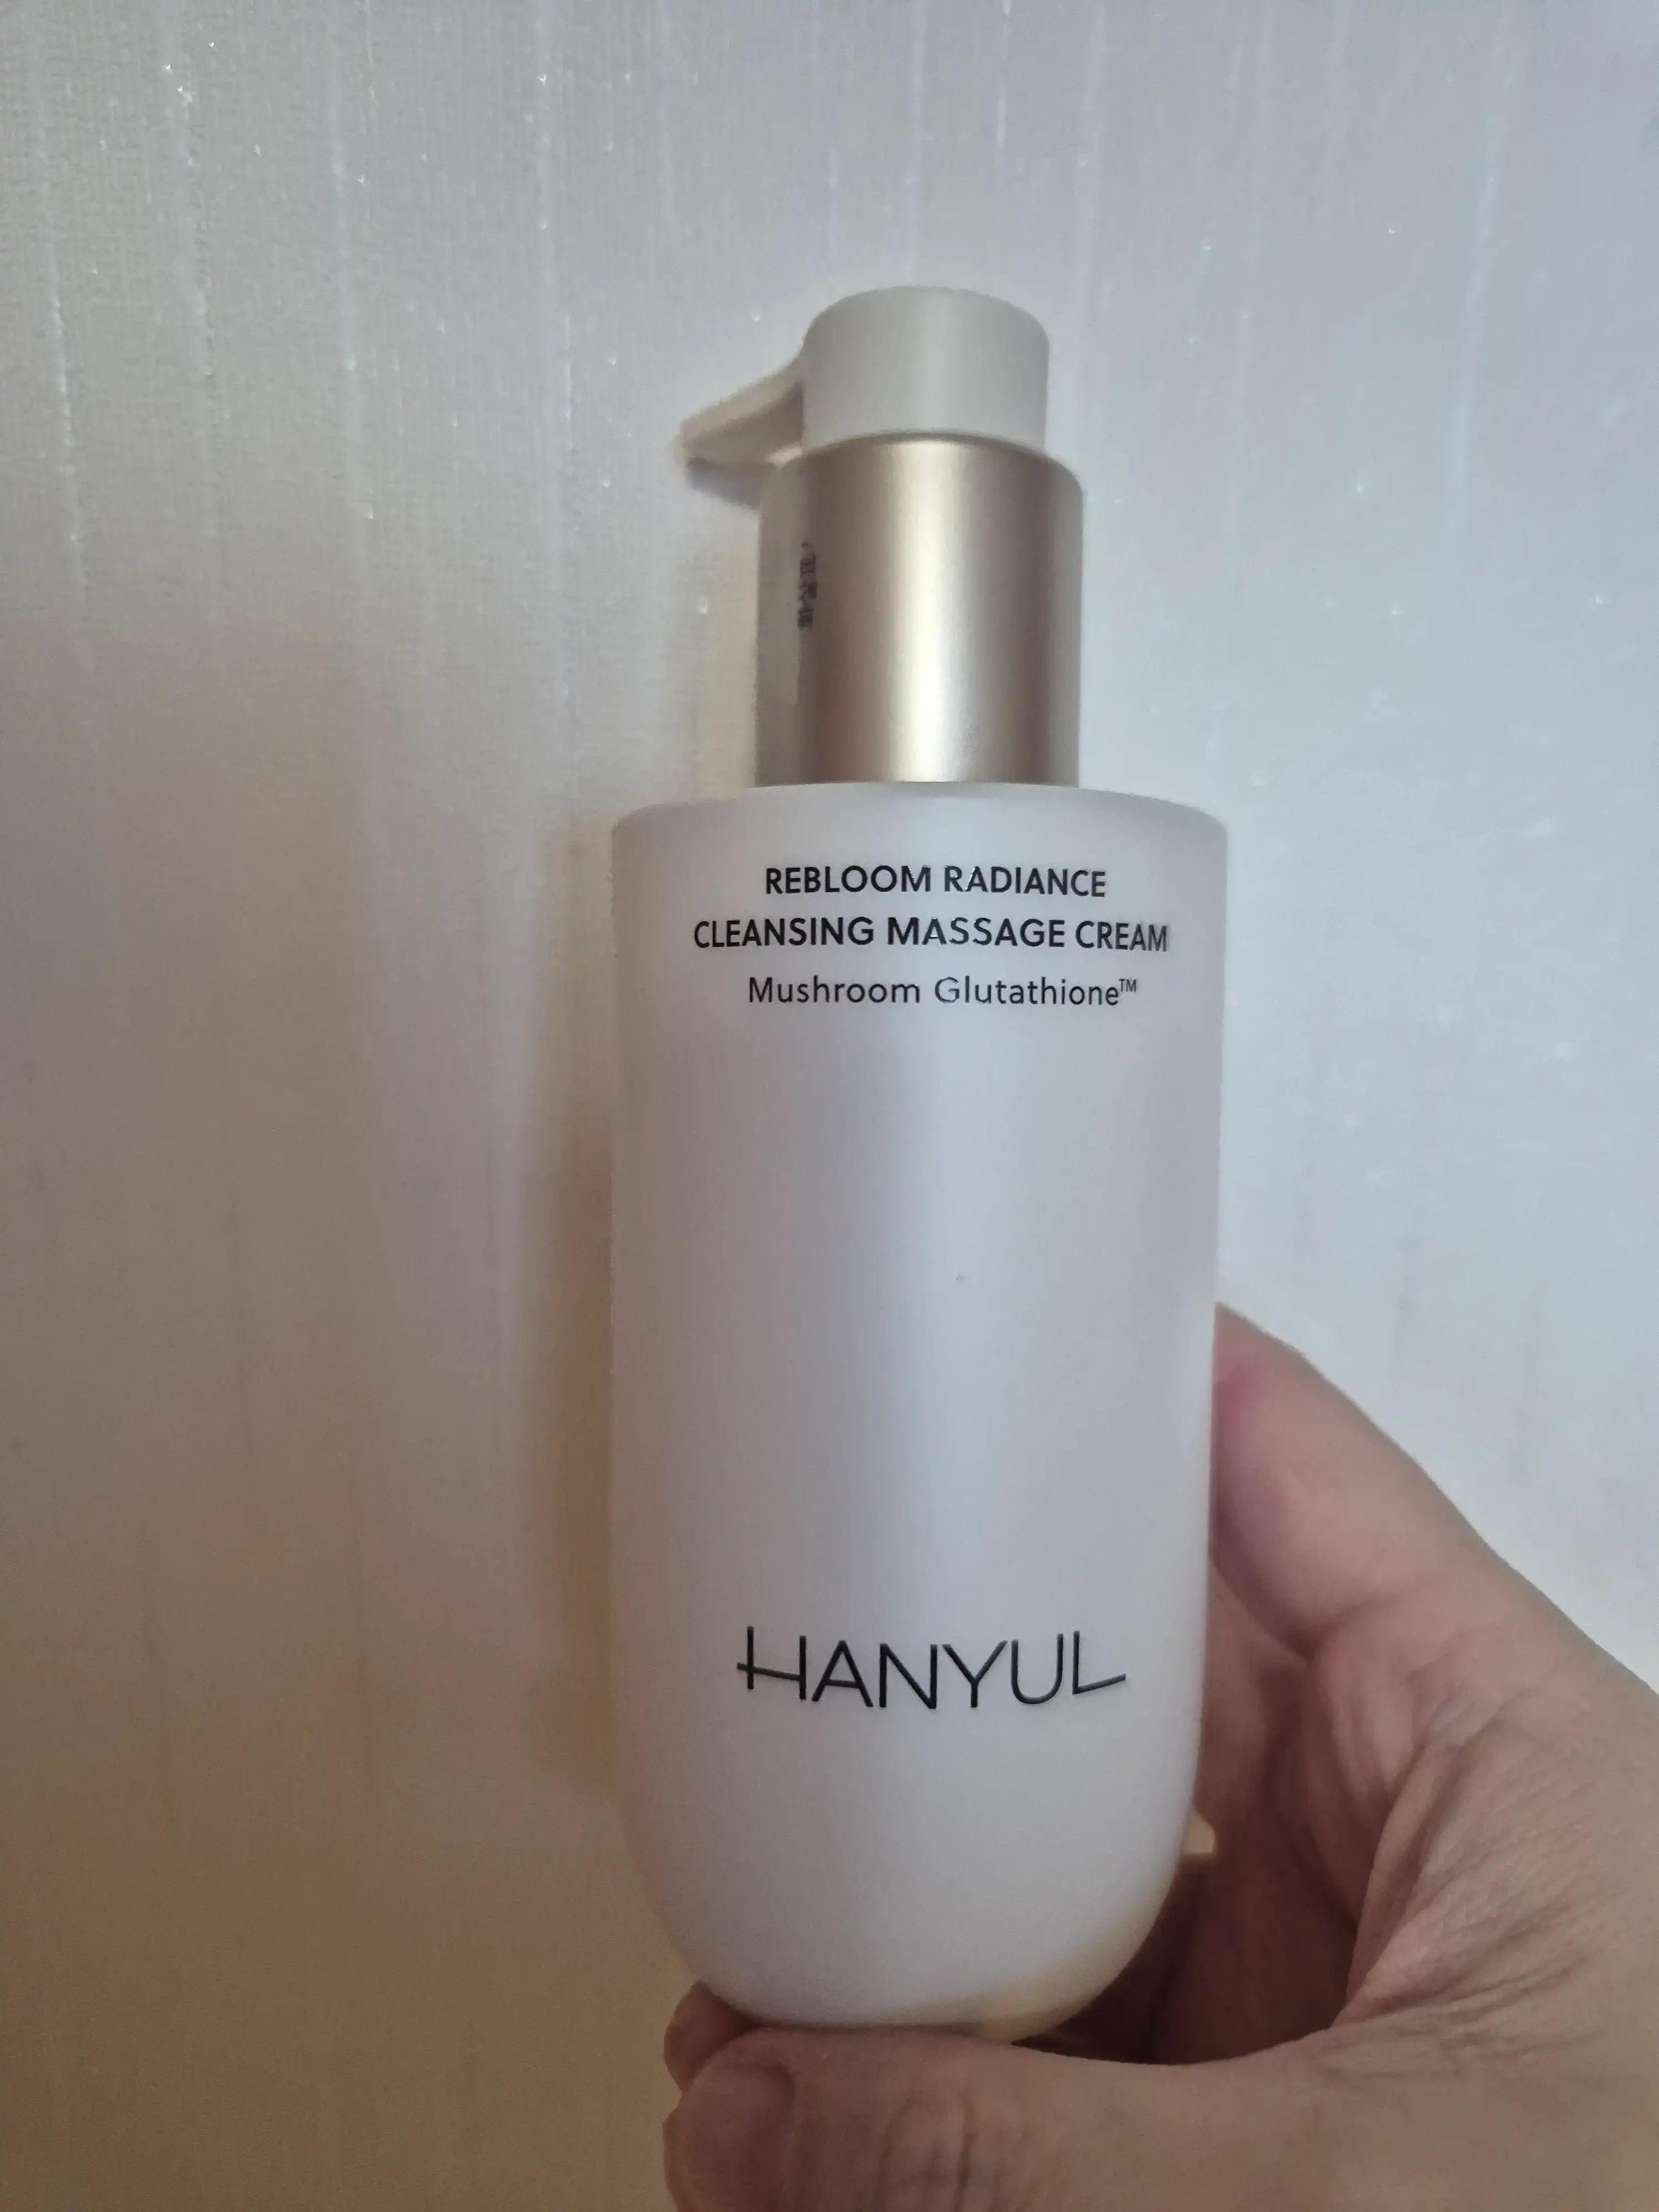 REBLOOM RADIANCE
CLEANSING MASSAGE CREAM
Mushroom Glutathione™
HANYUL